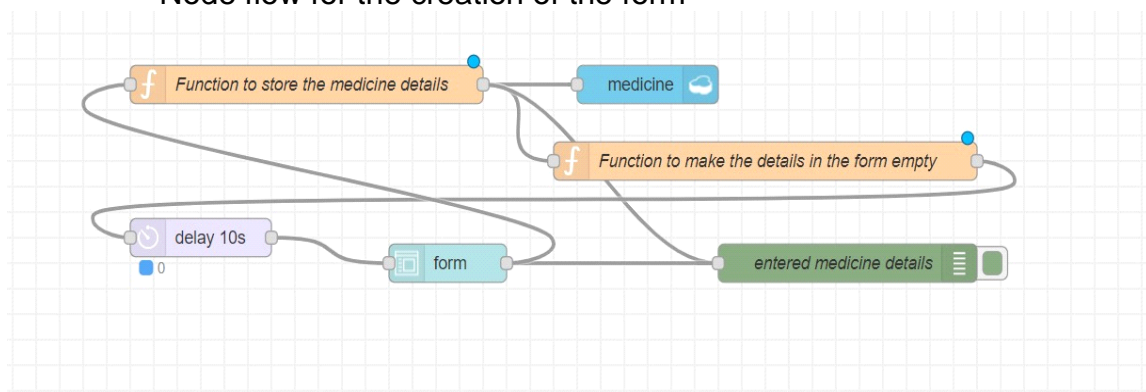 Node flow for the creation of the form
Function to store the medicine details
medicine
Function to make the details in the form empty
delay 10s
0
form
entered medicine details